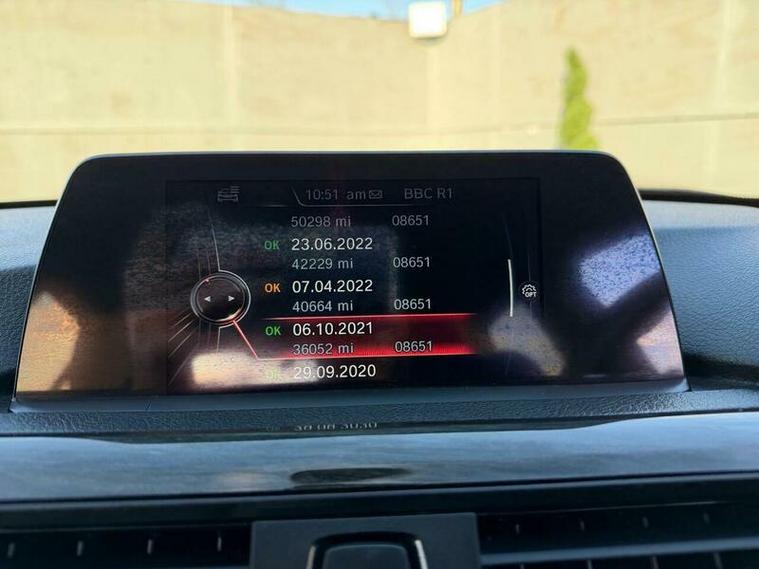 10:51 am BBC R1
50298 mi 08651
OK 23.06.2022
42229 mi 08651
OK 07.04.2022
40664 mi 08651
OPT
OK 06.10.2021
36052 mi 08651
OK 29.09.2020